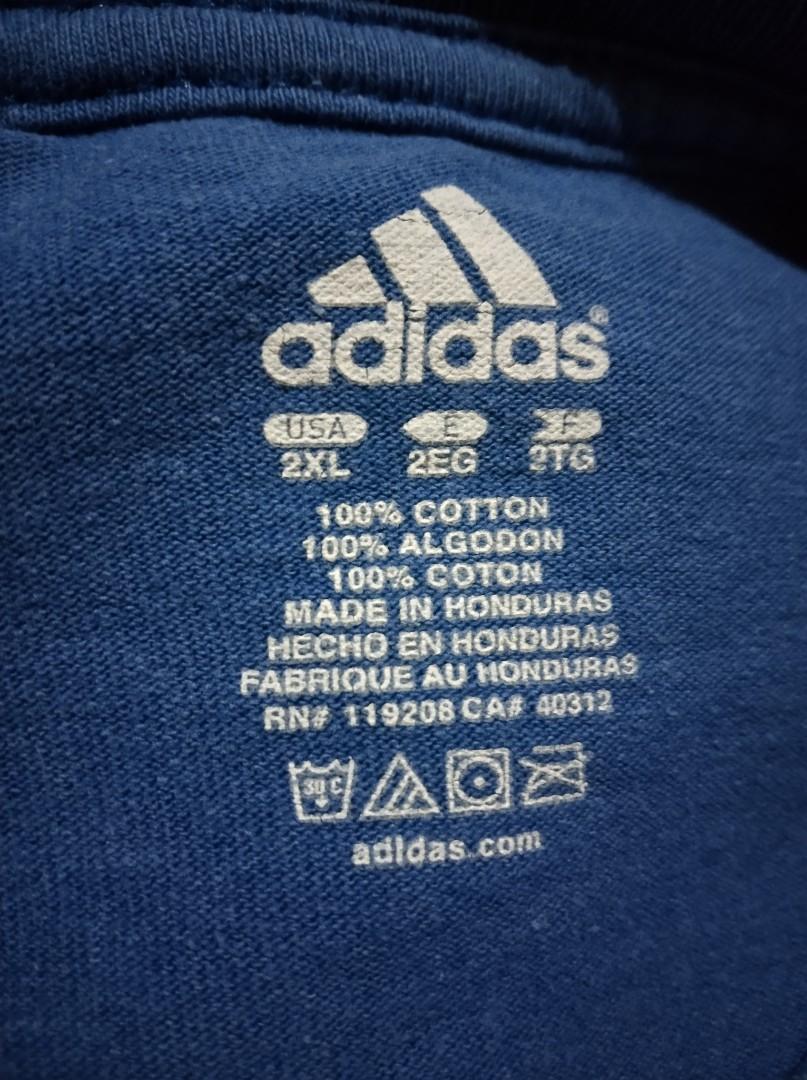 adidas®
USA E F
2XL 2EG 2TG
100% COTTON
100% ALGODON
100% COTON
MADE IN HONDURAS
HECHO EN HONDURAS
FABRIQUE AU HONDURAS
RN# 119208 CA# 40312
30 C
adidas.com